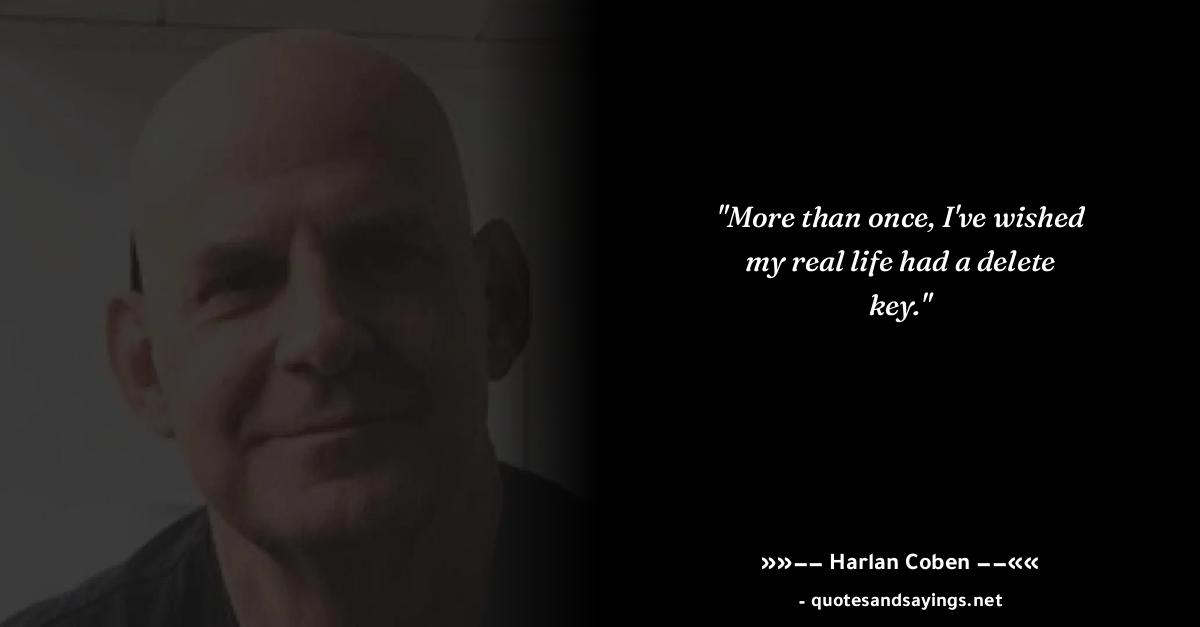 "More than once, I've wished
my real life had a delete
key."
»»−− Harlan Coben −−««
- quotesandsayings.net